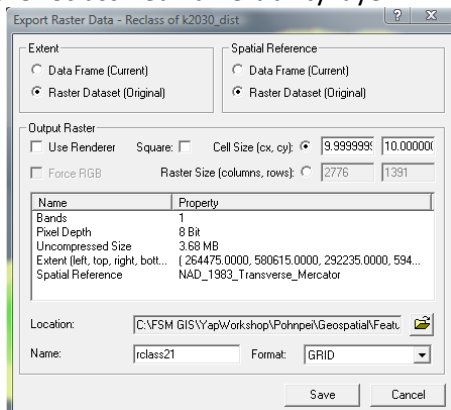 Export Raster Data - Reclass of k2030_dist
Extent
Data Frame (Current)
Raster Dataset (Original)
Spatial Reference
Data Frame (Current)
Raster Dataset (Original)
Output Raster
Use Renderer Square: Cell Size (cx, cy): 9.9999999 10.000000
Force RGB Raster Size (columns, rows): 2776 1391
Name Property
Bands 1
Pixel Depth 8 Bit
Uncompressed Size 3.68 MB
Extent (left, top, right, bott... ( 264475.0000, 580615.0000, 292235.0000, 594...
Spatial Reference NAD_1983_Transverse_Mercator
Location: C:\FSM GIS\YapWorkshop\Pohnpei\Geospatial\Featu
Name: rclass21 Format: GRID
Save Cancel